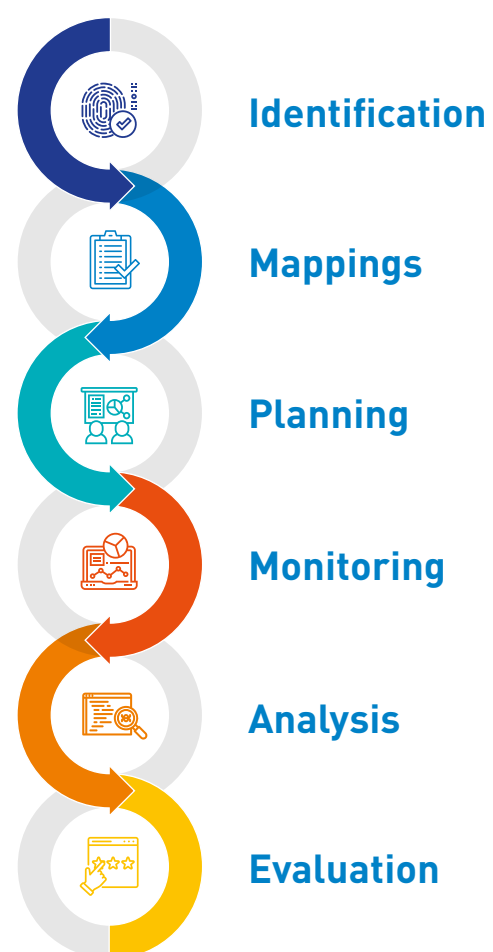 Identification
Mappings
Planning
Monitoring
Analysis
Evaluation